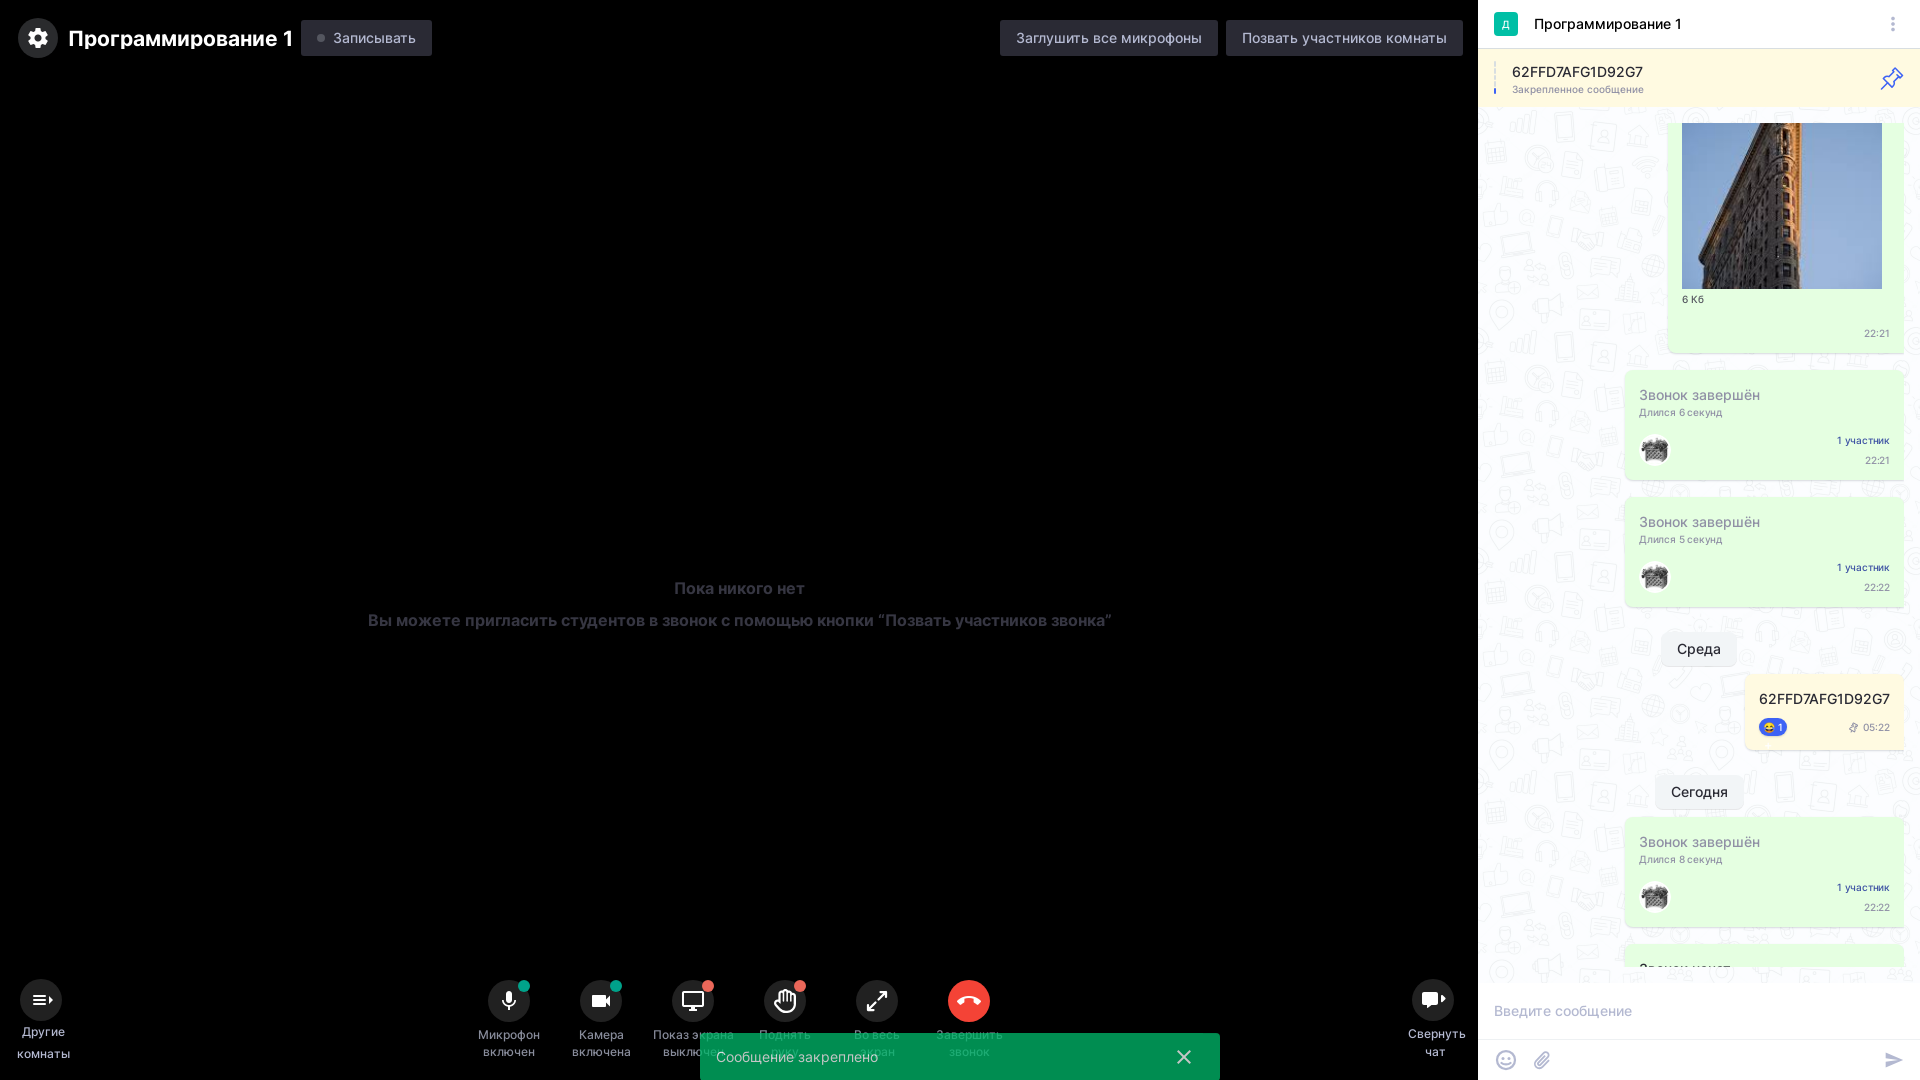 Программирование 1
Записывать
Заглушить все микрофоны
Позвать участников комнаты
Пока никого нет
Вы можете пригласить студентов в звонок с помощью кнопки “Позвать участников звонка”
Другие
комнаты
Микрофон
включен
Камера
включена
Показ экрана
выключен
Поднять
руку
Во весь
экран
Завершить
звонок
Сообщение закреплено
Свернуть
чат
Д
Программирование 1
62FFD7AFG1D92G7
Закрепленное сообщение
6 Кб
22:21
Звонок завершён
Длился 6 секунд
1 участник
22:21
Звонок завершён
Длился 5 секунд
1 участник
22:22
Среда
62FFD7AFG1D92G7
😄 1
05:22
Сегодня
Звонок завершён
Длился 8 секунд
1 участник
22:22
Введите сообщение